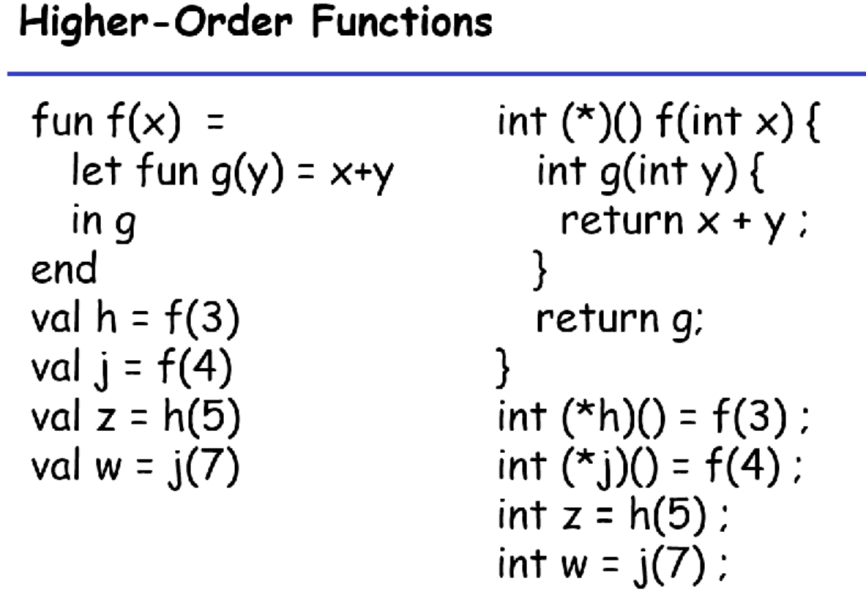 Higher-Order Functions
fun f(x) =
let fun g(y) = x+y
in g
end
val h = f(3)
val j = f(4)
val z = h(5)
val w = j(7)
int (*)() f(int x) {
int g(int y) {
return x + y ;
}
return g;
}
int (*h)() = f(3) ;
int (*j)() = f(4) ;
int z = h(5) ;
int w = j(7) ;